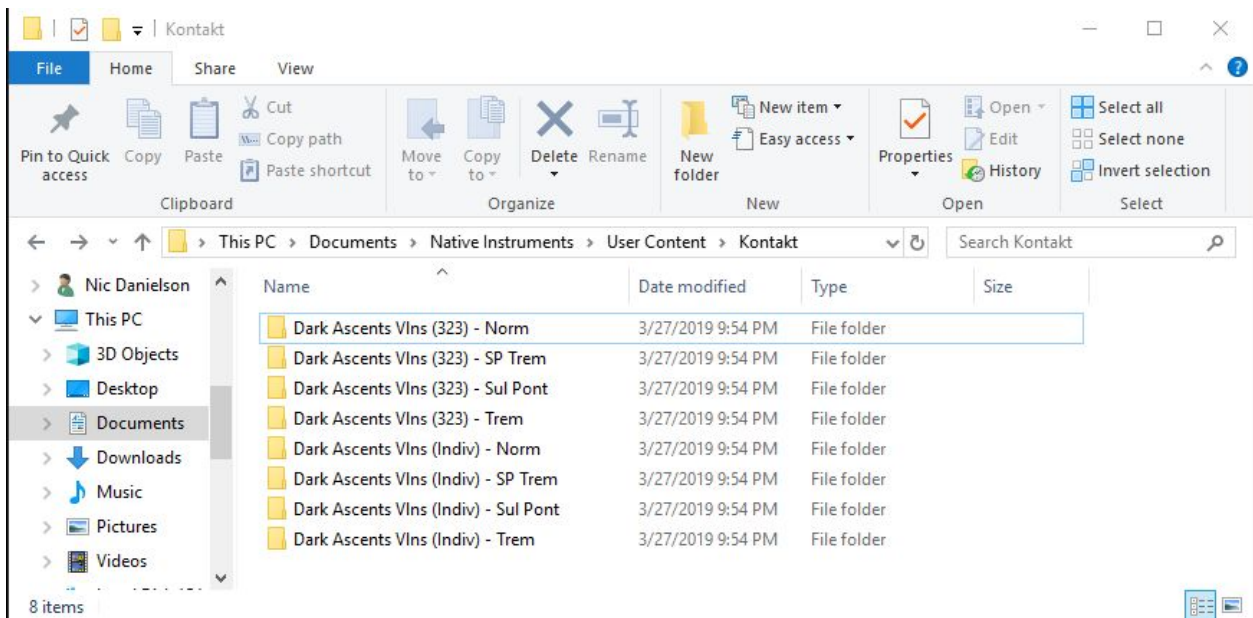 Kontakt
File Home Share View
Pin to Quick access
Copy
Paste
Cut
Copy path
Paste shortcut
Clipboard
Move to
Copy to
Delete
Rename
Organize
New folder
New item
Easy access
New
Properties
Open
Edit
History
Open
Select all
Select none
Invert selection
Select
This PC > Documents > Native Instruments > User Content > Kontakt
Search Kontakt
Nic Danielson
This PC
3D Objects
Desktop
Documents
Downloads
Music
Pictures
Videos
Name Date modified Type Size
Dark Ascents Vlns (323) - Norm 3/27/2019 9:54 PM File folder
Dark Ascents Vlns (323) - SP Trem 3/27/2019 9:54 PM File folder
Dark Ascents Vlns (323) - Sul Pont 3/27/2019 9:54 PM File folder
Dark Ascents Vlns (323) - Trem 3/27/2019 9:54 PM File folder
Dark Ascents Vlns (Indiv) - Norm 3/27/2019 9:54 PM File folder
Dark Ascents Vlns (Indiv) - SP Trem 3/27/2019 9:54 PM File folder
Dark Ascents Vlns (Indiv) - Sul Pont 3/27/2019 9:54 PM File folder
Dark Ascents Vlns (Indiv) - Trem 3/27/2019 9:54 PM File folder
8 items